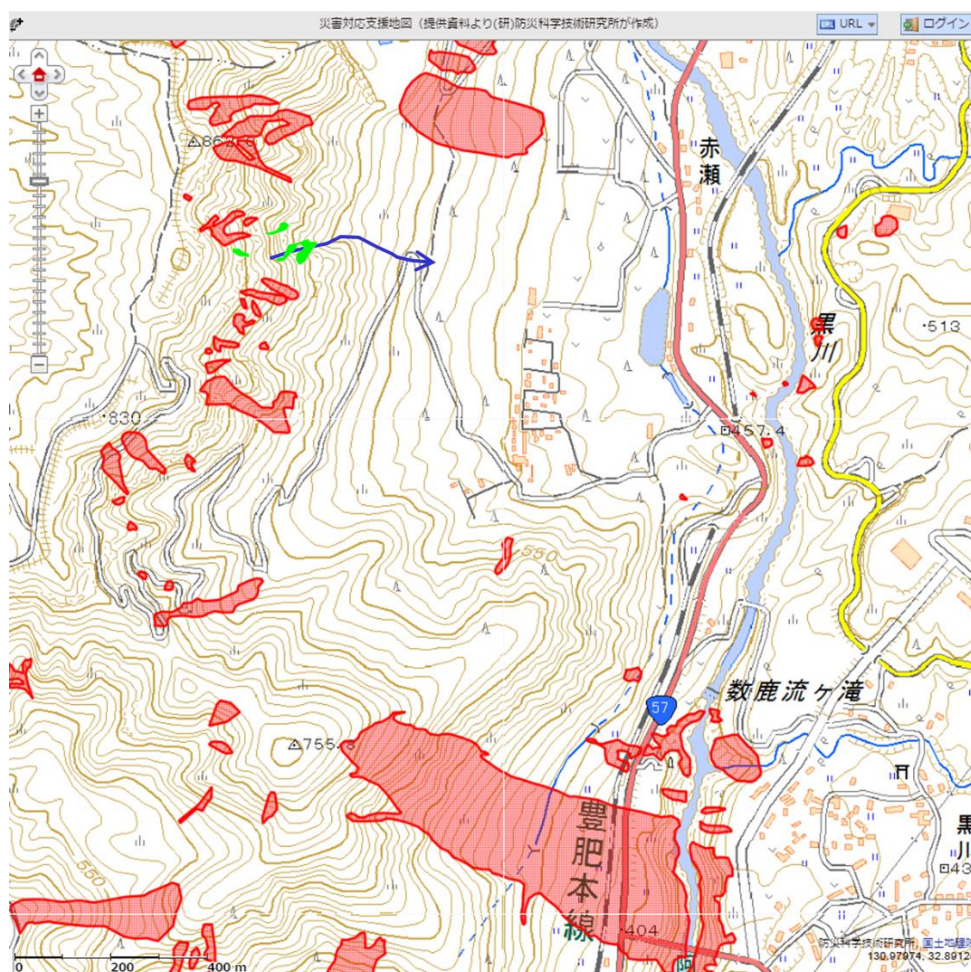 災害対応支援地図（提供資料より(研)防災科学技術研究所が作成）
URL
ログイン
赤瀬
862.6
黒川
513
830
457.4
550
数鹿流ヶ滝
57
755.3
豊肥本線
黒川
550
404
阿
43
防災科学技術研究所, 国土地理院
130.97974, 32.8912
0 200 400 m